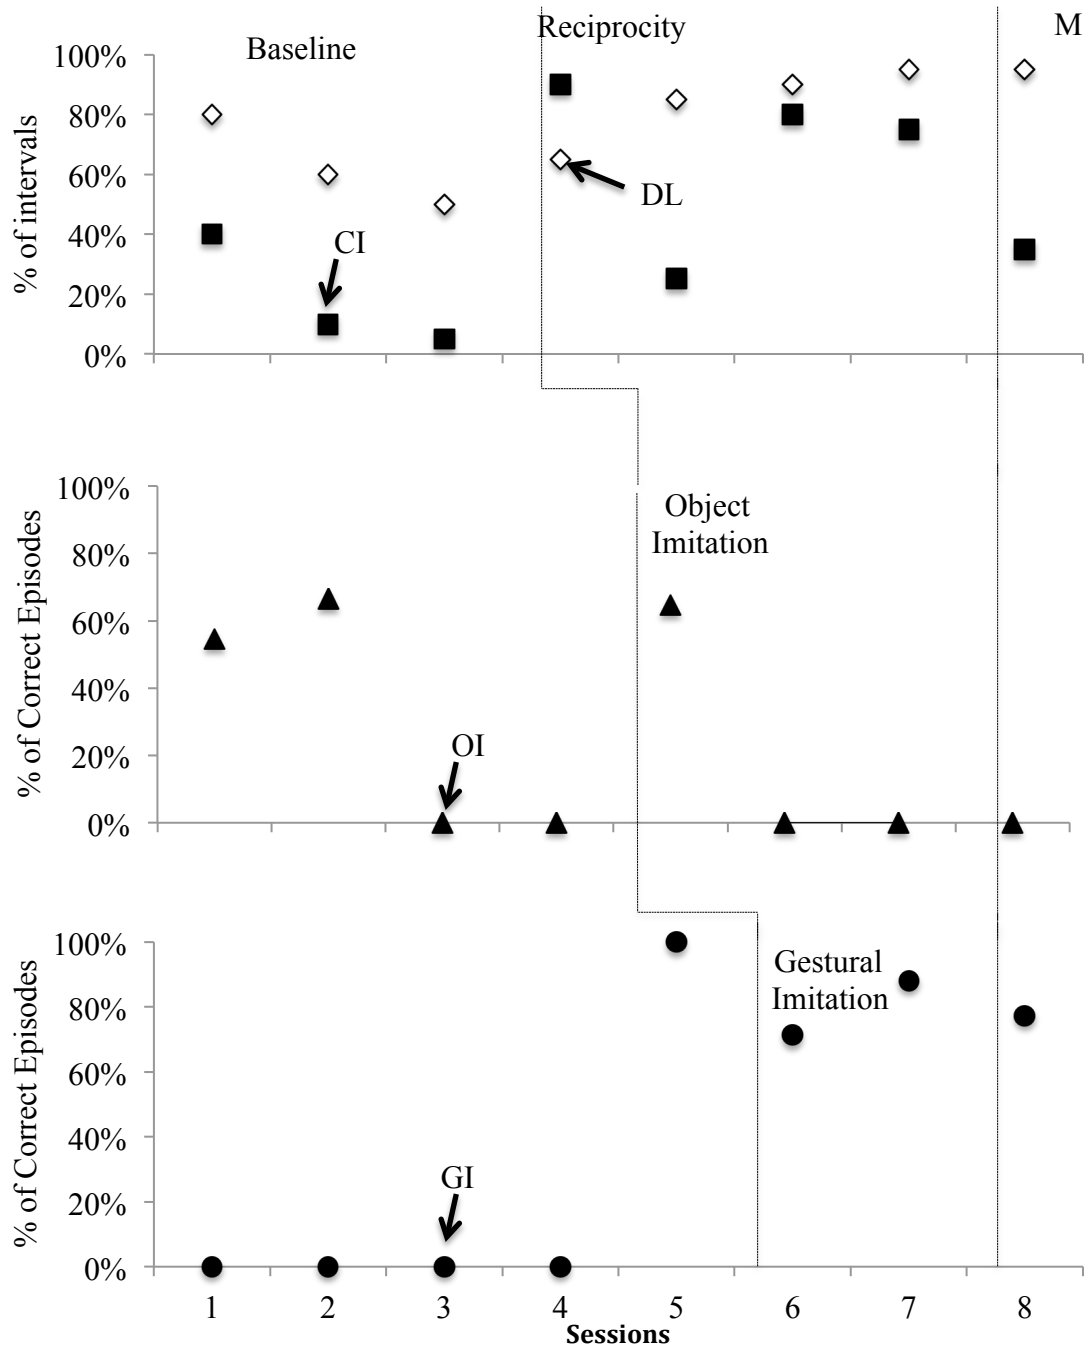 Baseline
Reciprocity
M
% of intervals
100%
80%
60%
40%
20%
0%
CI
DL
% of Correct Episodes
100%
80%
60%
40%
20%
0%
Object
Imitation
OI
% of Correct Episodes
100%
80%
60%
40%
20%
0%
Gestural
Imitation
GI
1 2 3 4 5 6 7 8
Sessions